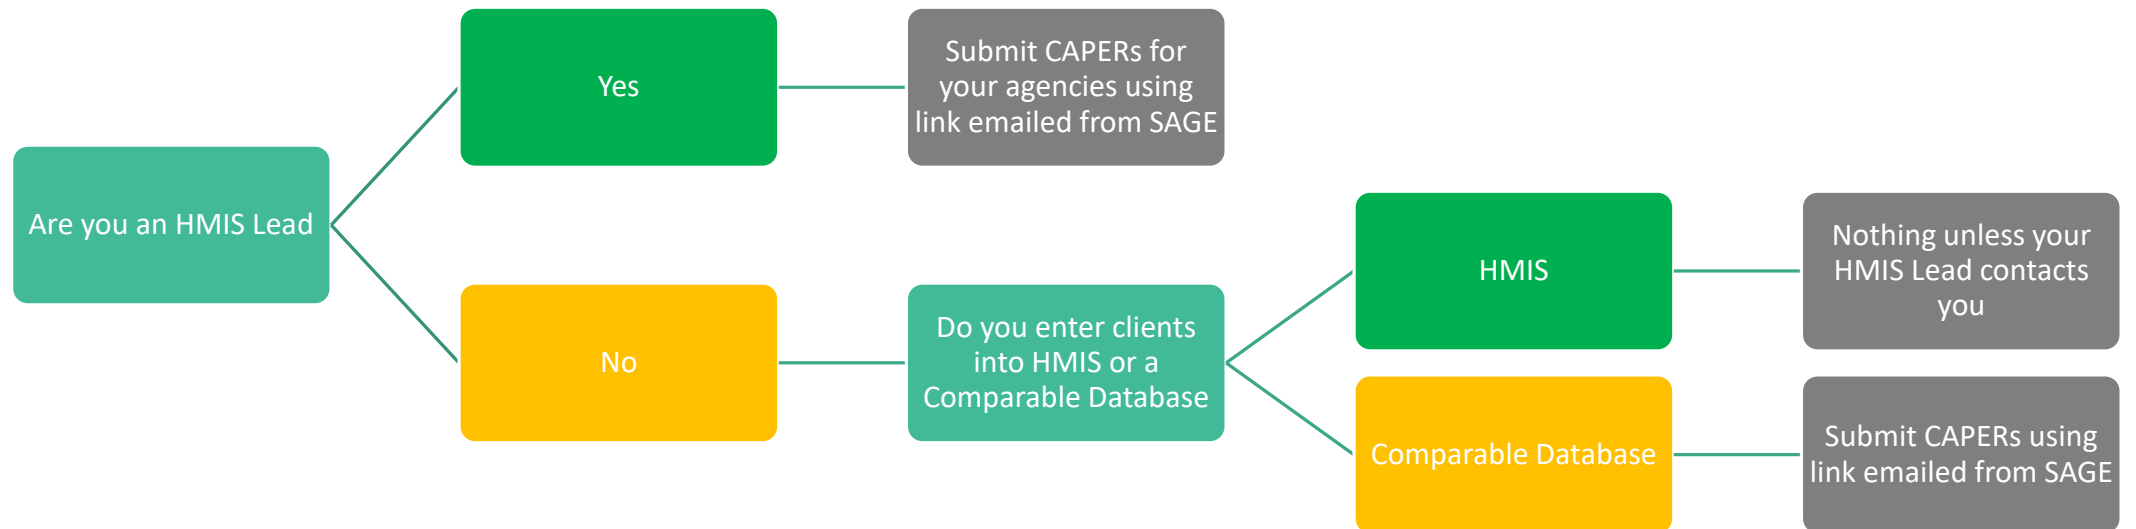 Are you an HMIS Lead
Yes
Submit CAPERs for
your agencies using
link emailed from SAGE
No
Do you enter clients
into HMIS or a
Comparable Database
HMIS
Nothing unless your
HMIS Lead contacts
you
Comparable Database
Submit CAPERs using
link emailed from SAGE